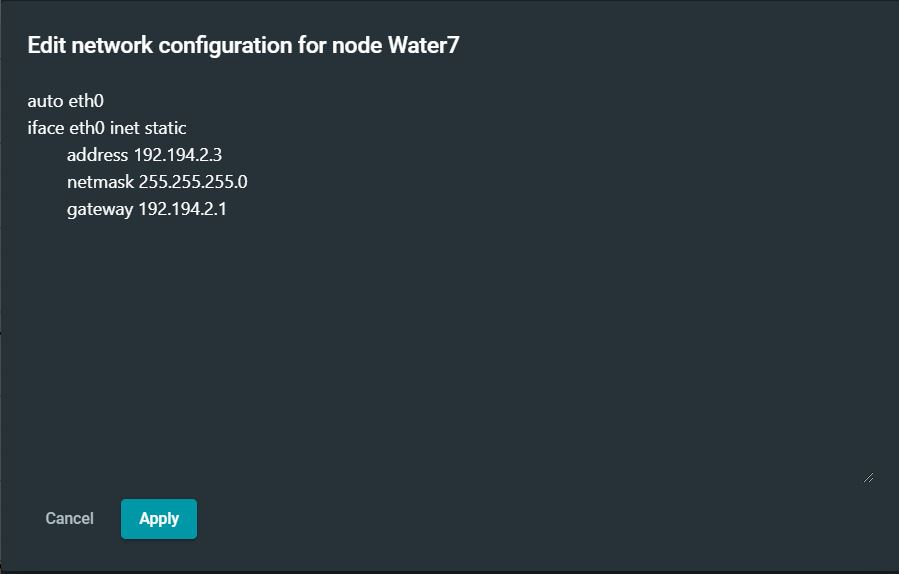 Edit network configuration for node Water7
auto eth0
iface eth0 inet static
address 192.194.2.3
netmask 255.255.255.0
gateway 192.194.2.1
Cancel
Apply